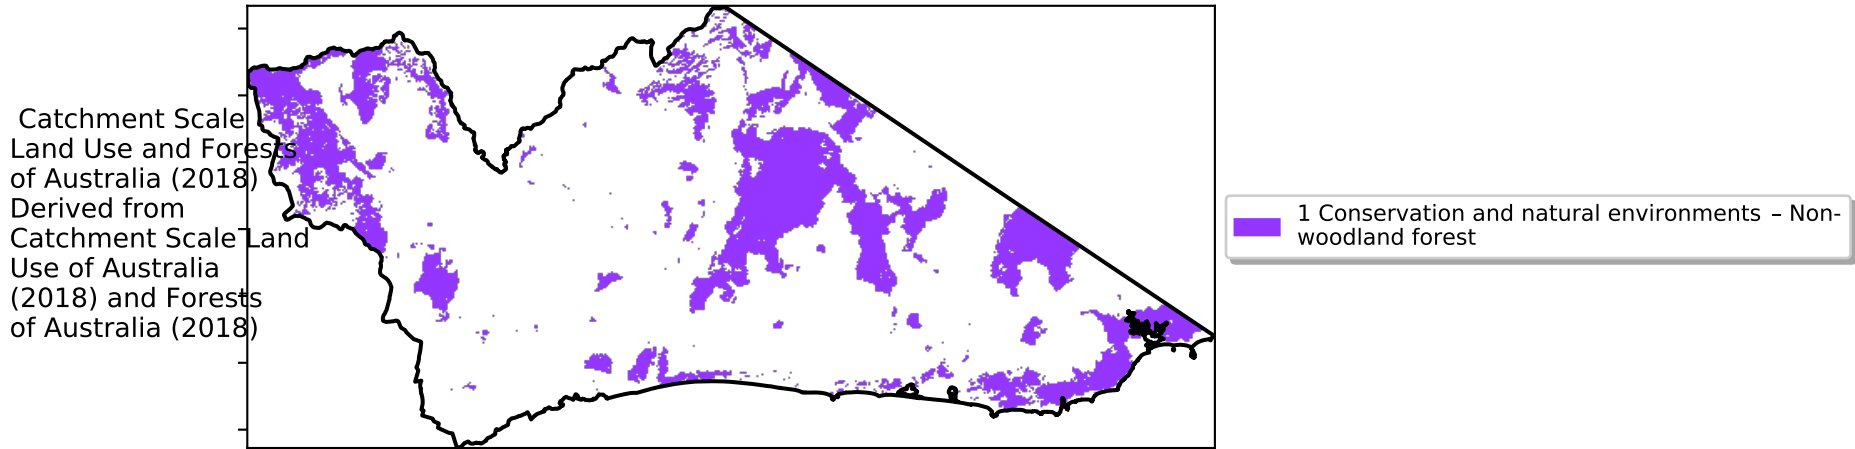 Catchment Scale
Land Use and Forests
of Australia (2018)
Derived from
Catchment Scale Land
Use of Australia
(2018) and Forests
of Australia (2018)
1 Conservation and natural environments – Non-
woodland forest